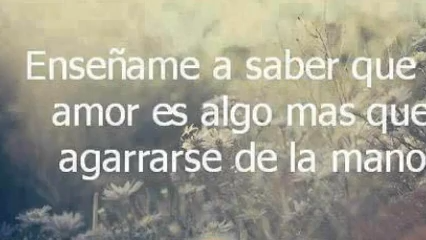 Enseñame a saber que
amor es algo mas que
agarrarse de la mano